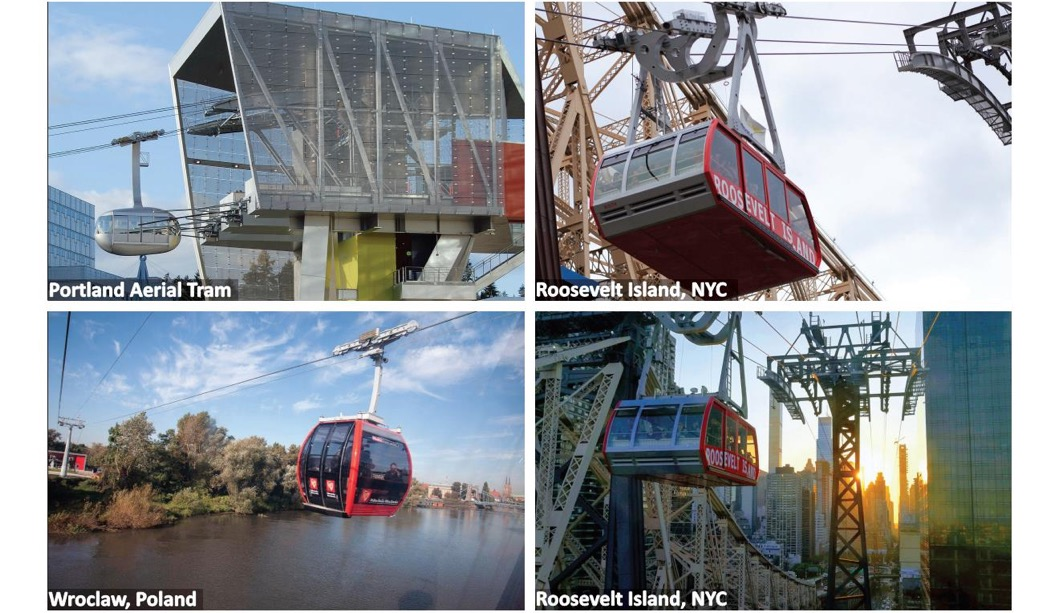 Portland Aerial Tram
ROOSEVELT ISLAND
Roosevelt Island, NYC
Wroclaw, Poland
ROOSEVELT ISLAND
Roosevelt Island, NYC